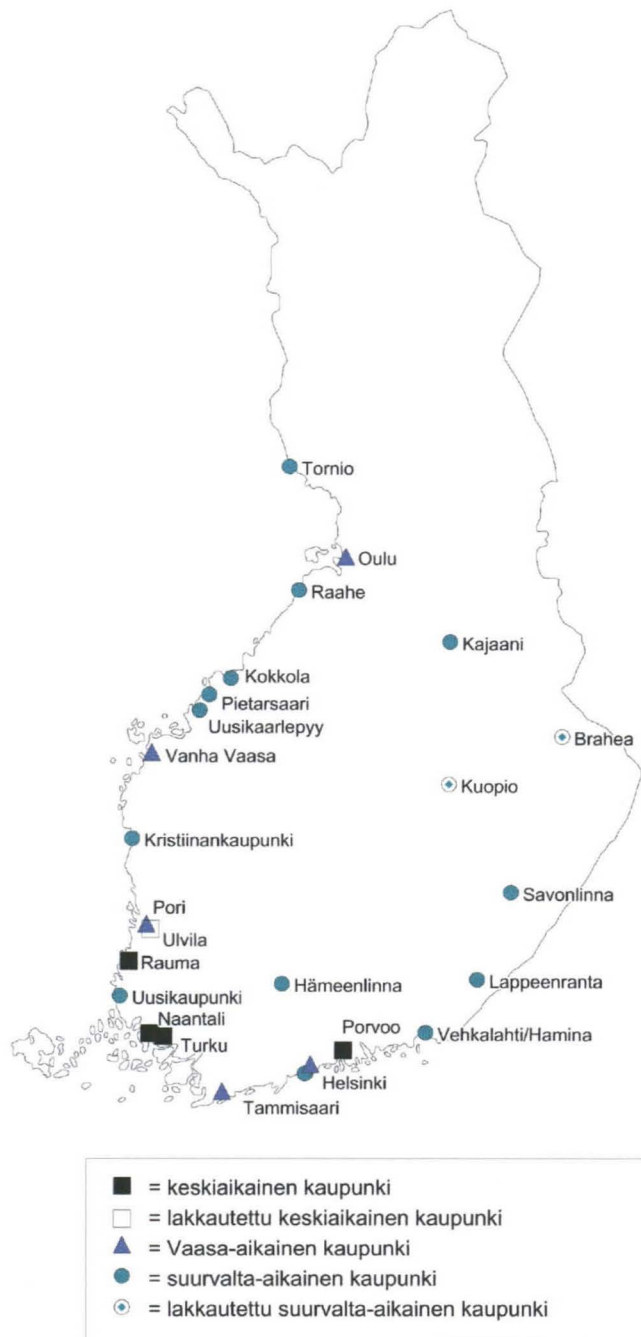 Tornio
Oulu
Raahe
Kajaani
Kokkola
Pietarsaari
Uusikaarlepyy
Brahea
Vanha Vaasa
Kuopio
Kristiinankaupunki
Savonlinna
Pori
Ulvila
Rauma
Lappeenranta
Hämeenlinna
Uusikaupunki
Naantali
Porvoo
Vehkalahti/Hamina
Turku
Helsinki
Tammisaari
= keskiaikainen kaupunki
= lakkautettu keskiaikainen kaupunki
= Vaasa-aikainen kaupunki
= suurvalta-aikainen kaupunki
= lakkautettu suurvalta-aikainen kaupunki